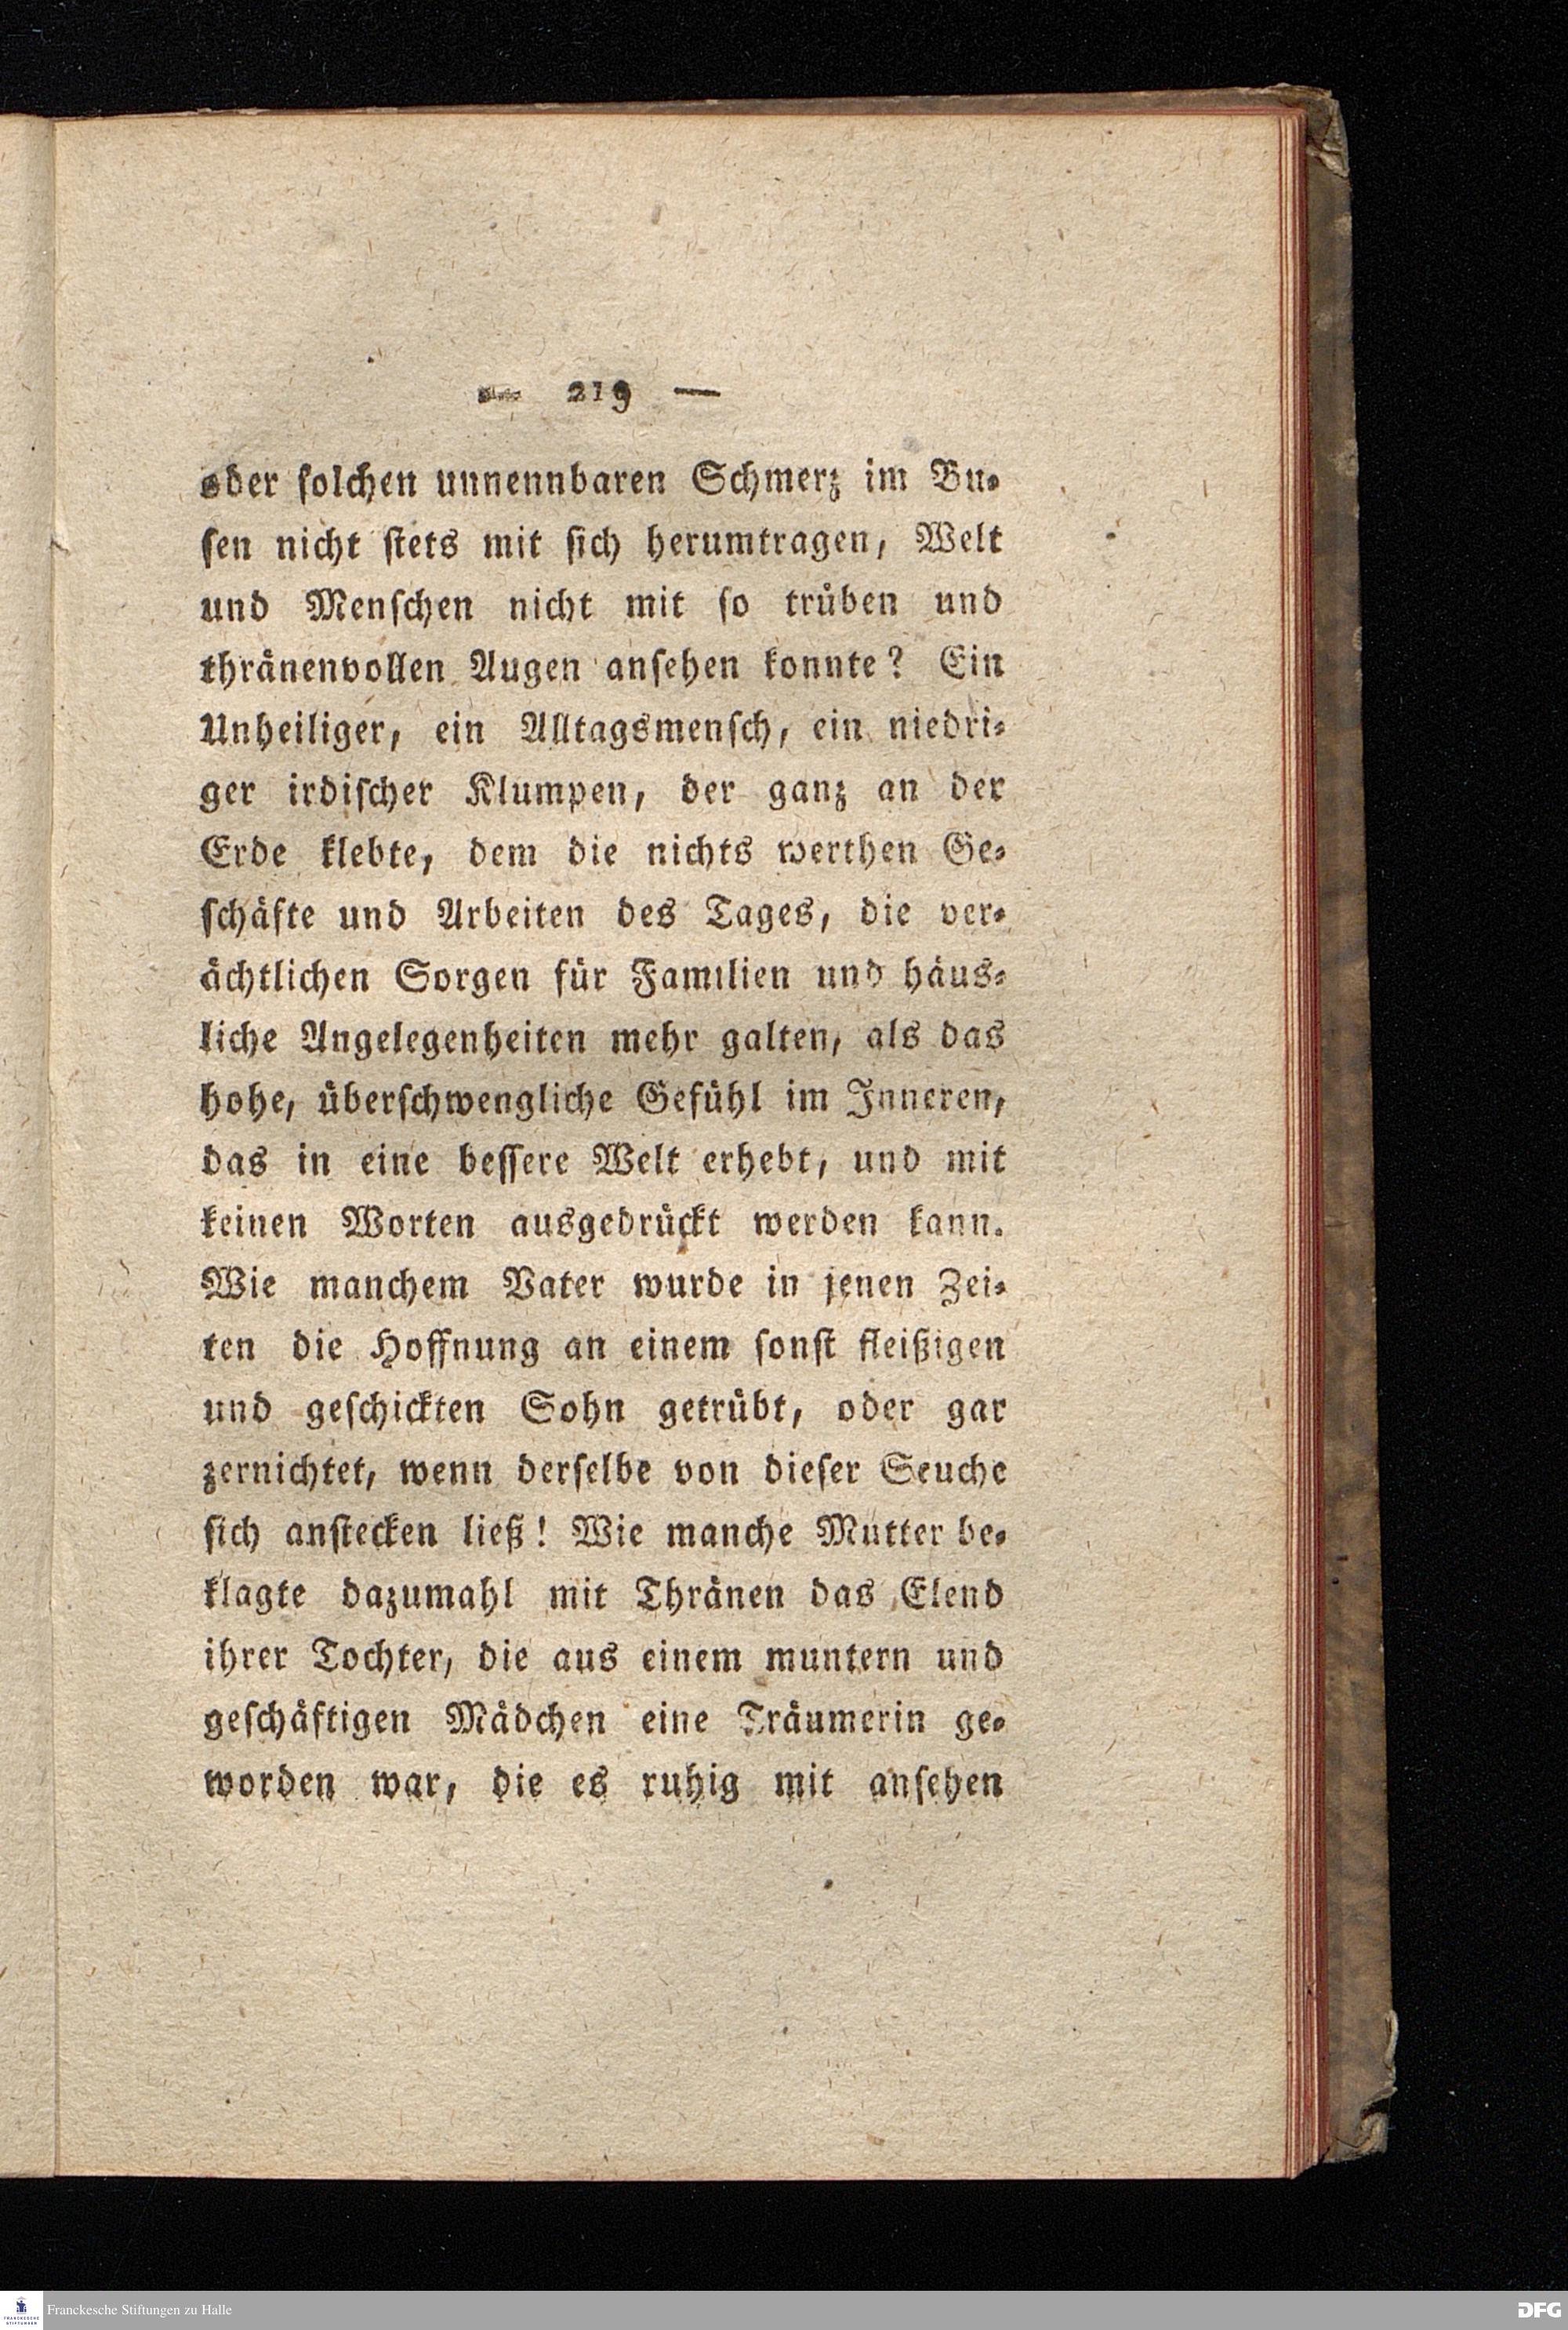 — 219 —
oder solchen unnennbaren Schmerz im Bu-
sen nicht stets mit sich herumtragen, Welt
und Menschen nicht mit so trüben und
thränenvollen Augen ansehen konnte? Ein
Unheiliger, ein Alltagsmensch, ein niedri-
ger irdischer Klumpen, der ganz an der
Erde klebte, dem die nichts werthen Ge-
schäfte und Arbeiten des Tages, die ver-
ächtlichen Sorgen für Familien und häus-
liche Angelegenheiten mehr galten, als das
hohe, überschwengliche Gefühl im Inneren,
das in eine bessere Welt erhebt, und mit
keinen Worten ausgedrückt werden kann.
Wie manchem Vater wurde in jenen Zei-
ten die Hoffnung an einem sonst fleißigen
und geschickten Sohn getrübt, oder gar
zernichtet, wenn derselbe von dieser Seuche
sich anstecken ließ! Wie manche Mutter be-
klagte dazumahl mit Thränen das Elend
ihrer Tochter, die aus einem muntern und
geschäftigen Mädchen eine Träumerin ge-
worden war, die es ruhig mit ansehen
FRANCKESCHE
STIFTUNGEN
Franckesche Stiftungen zu Halle
DFG